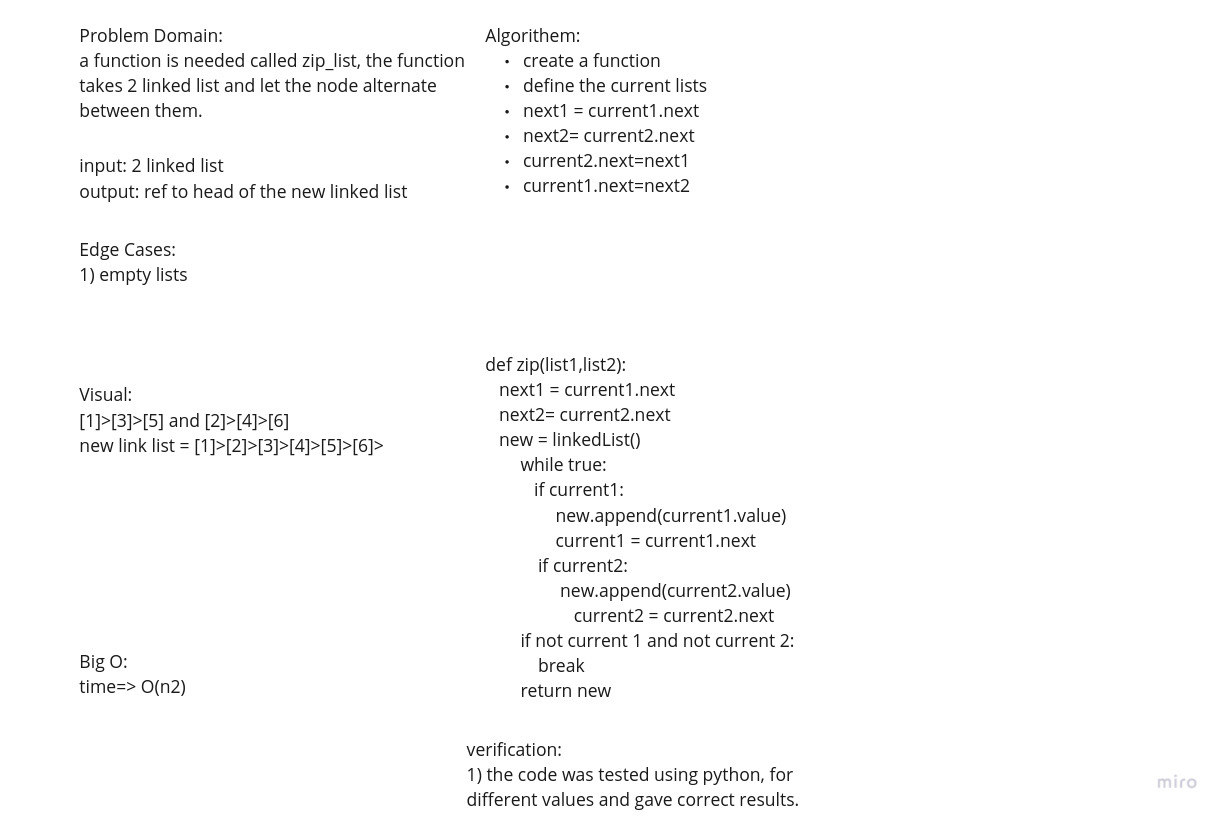 Problem Domain:
a function is needed called zip_list, the function
takes 2 linked list and let the node alternate
between them.
input: 2 linked list
output: ref to head of the new linked list
Edge Cases:
1) empty lists
Visual:
[1]>[3]>[5] and [2]>[4]>[6]
new link list = [1]>[2]>[3]>[4]>[5]>[6]>
Big O:
time=> O(n2)
Algorithem:
• create a function
• define the current lists
• next1 = current1.next
• next2= current2.next
• current2.next=next1
• current1.next=next2
def zip(list1,list2):
next1 = current1.next
next2= current2.next
new = linkedList()
while true:
if current1:
new.append(current1.value)
current1 = current1.next
if current2:
new.append(current2.value)
current2 = current2.next
if not current 1 and not current 2:
break
return new
verification:
1) the code was tested using python, for
different values and gave correct results.
miro